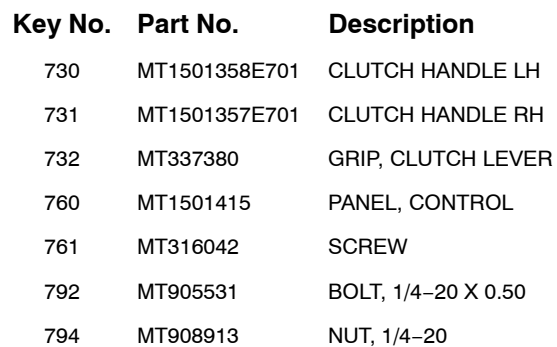 Key No. Part No. Description
730 MT1501358E701 CLUTCH HANDLE LH
731 MT1501357E701 CLUTCH HANDLE RH
732 MT337380 GRIP, CLUTCH LEVER
760 MT1501415 PANEL, CONTROL
761 MT316042 SCREW
792 MT905531 BOLT, 1/4−20 X 0.50
794 MT908913 NUT, 1/4−20